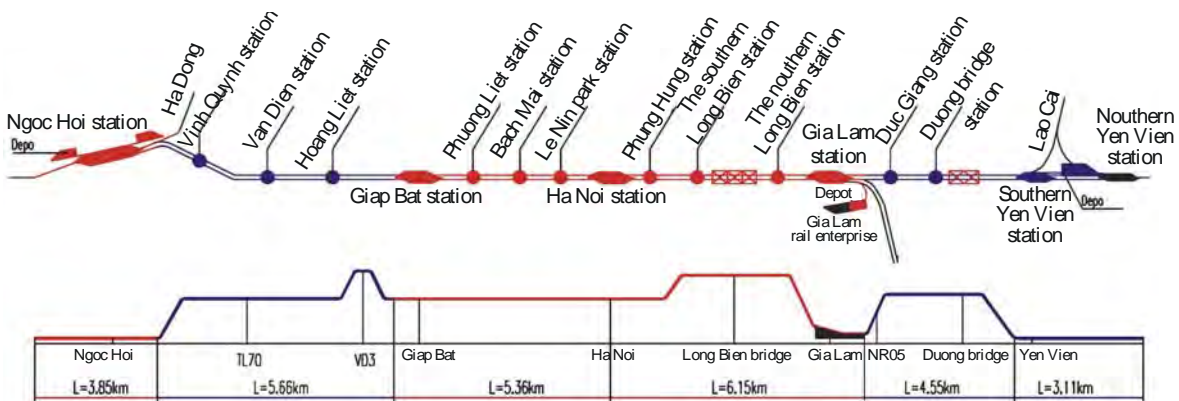 Ngoc Hoi station
Depo
Ha Dong
Vinh Quynh station
Van Dien station
Hoang Liet station
Giap Bat station
Phuong Liet station
Bach Mai station
Le Nin park station
Ha Noi station
Phung Hung station
The southern
Long Bien station
The nouthern
Long Bien station
Gia Lam
station
Depot
Gia Lam
rail enterprise
Duc Giang station
Duong bridge
station
Southern
Yen Vien
station
Lao Cai
Depo
Nouthern
Yen Vien
station
Ngoc Hoi
TL70
VD3
Giap Bat
Ha Noi
Long Bien bridge
Gia Lam
NR05
Duong bridge
Yen Vien
L=3.85km
L=5.66km
L=5.36km
L=6.15km
L=4.55km
L=3.11km